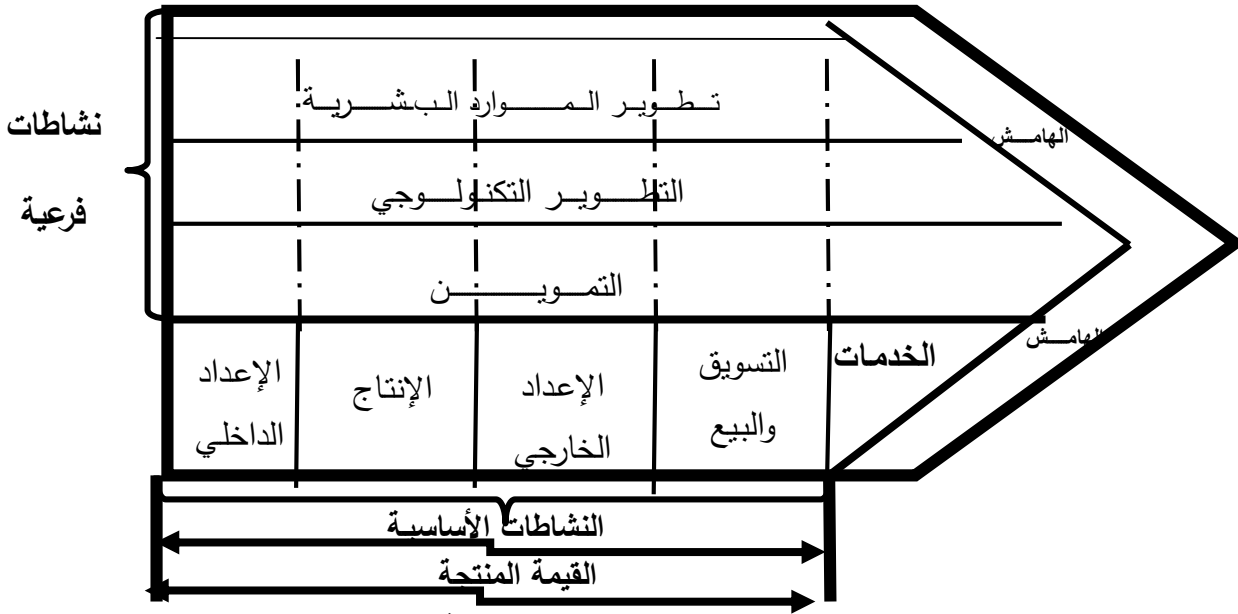 تطوير الموارد البشرية
نشاطات
فرعية
الهامش
التطوير التكنولوجي
التموين
الهامش
الخدمات
التسويق
والبيع
الإعداد
الخارجي
الإنتاج
الإعداد
الداخلي
النشاطات الأساسية
القيمة المنتجة